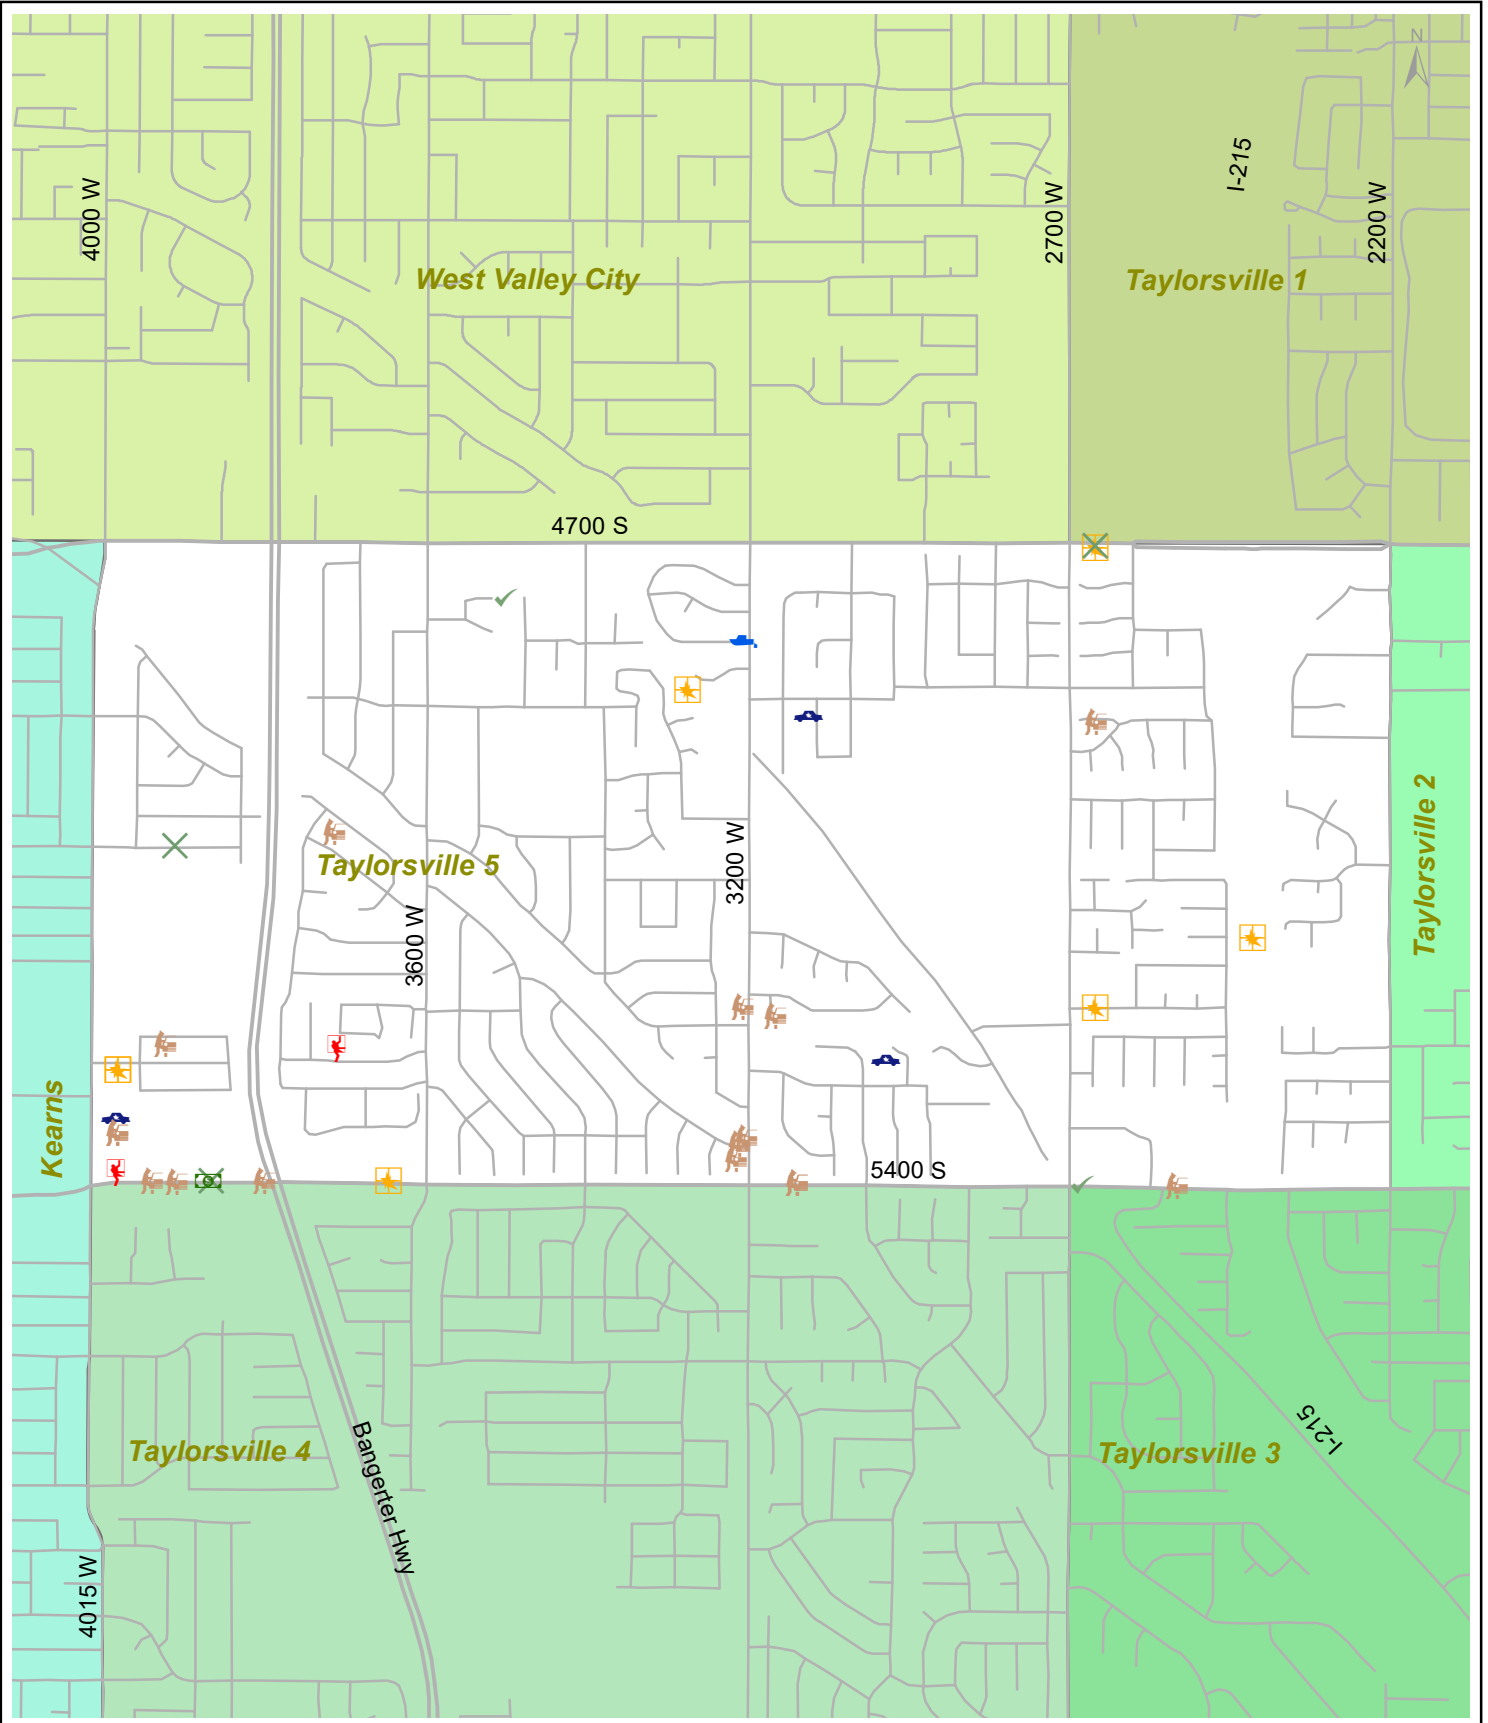 N
I-215
4000 W
2700 W
2200 W
West Valley City
Taylorsville 1
4700 S
Taylorsville 2
3200 W
Taylorsville 5
3600 W
Kearns
5400 S
Taylorsville 4
Bangerter Hwy
Taylorsville 3
I-215
4015 W